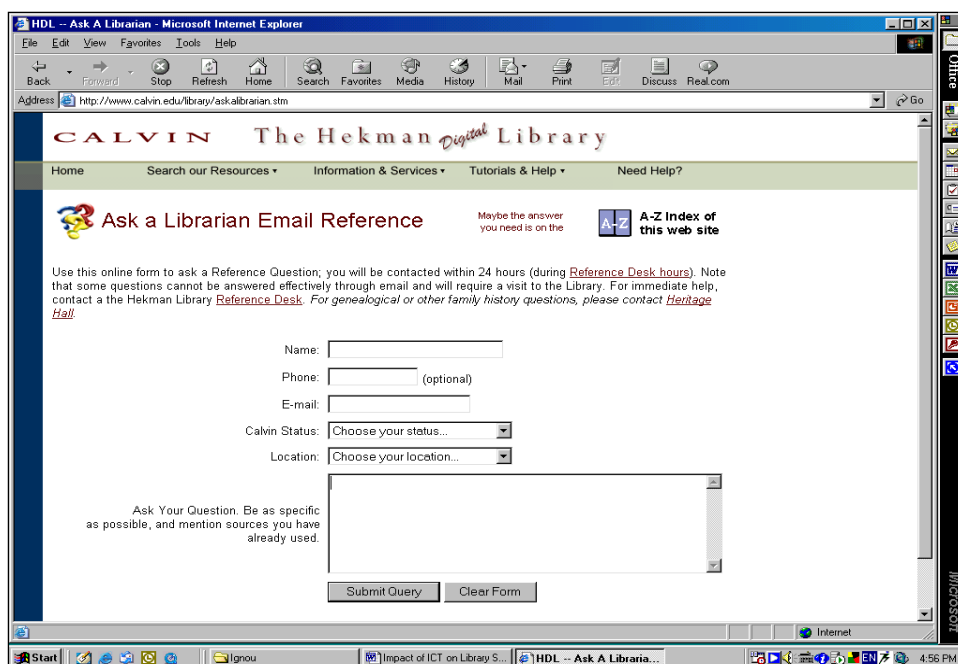 HDL -- Ask A Librarian - Microsoft Internet Explorer
File Edit View Favorites Tools Help
Back Forward Stop Refresh Home Search Favorites Media History Mail Print Edit Discuss Real.com
Address http://www.calvin.edu/library/askalibrarian.stm Go
Office
CALVIN The Hekman Digital Library
Home Search our Resources Information & Services Tutorials & Help Need Help?
Ask a Librarian Email Reference
Maybe the answer
you need is on the
A-Z
A-Z Index of
this web site
Use this online form to ask a Reference Question; you will be contacted within 24 hours (during Reference Desk hours). Note
that some questions cannot be answered effectively through email and will require a visit to the Library. For immediate help,
contact a the Hekman Library Reference Desk. For genealogical or other family history questions, please contact Heritage
Hall.
Name:
Phone: (optional)
E-mail:
Calvin Status: Choose your status...
Location: Choose your location...
Ask Your Question. Be as specific
as possible, and mention sources you have
already used.
Submit Query Clear Form
Microsoft
Internet
Start Ignou Impact of ICT on Library S... HDL -- Ask A Libraria... EN 4:56 PM